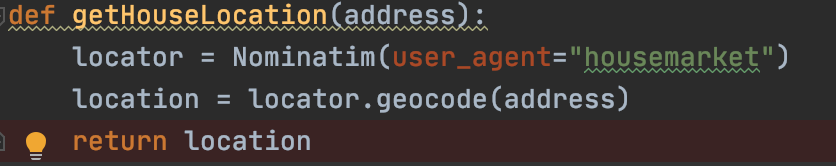 def getHouseLocation(address):
    locator = Nominatim(user_agent="housemarket")
    location = locator.geocode(address)
    return location